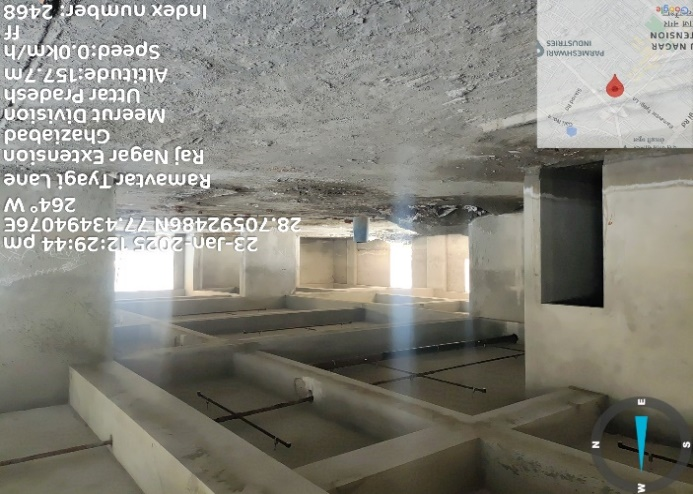 W
S
N
E
23-Jan-2025 12:29:44 pm
28.70592486N 77.43494076E
264° W
Ramavtar Tyagi Lane
Raj Nagar Extension
Ghaziabad
Meerut Division
Uttar Pradesh
Altitude:157.7m
Speed:0.0km/h
ff
Index number: 2468
PARMESHWARI
INDUSTRIES
NAGAR
TENSION
Google